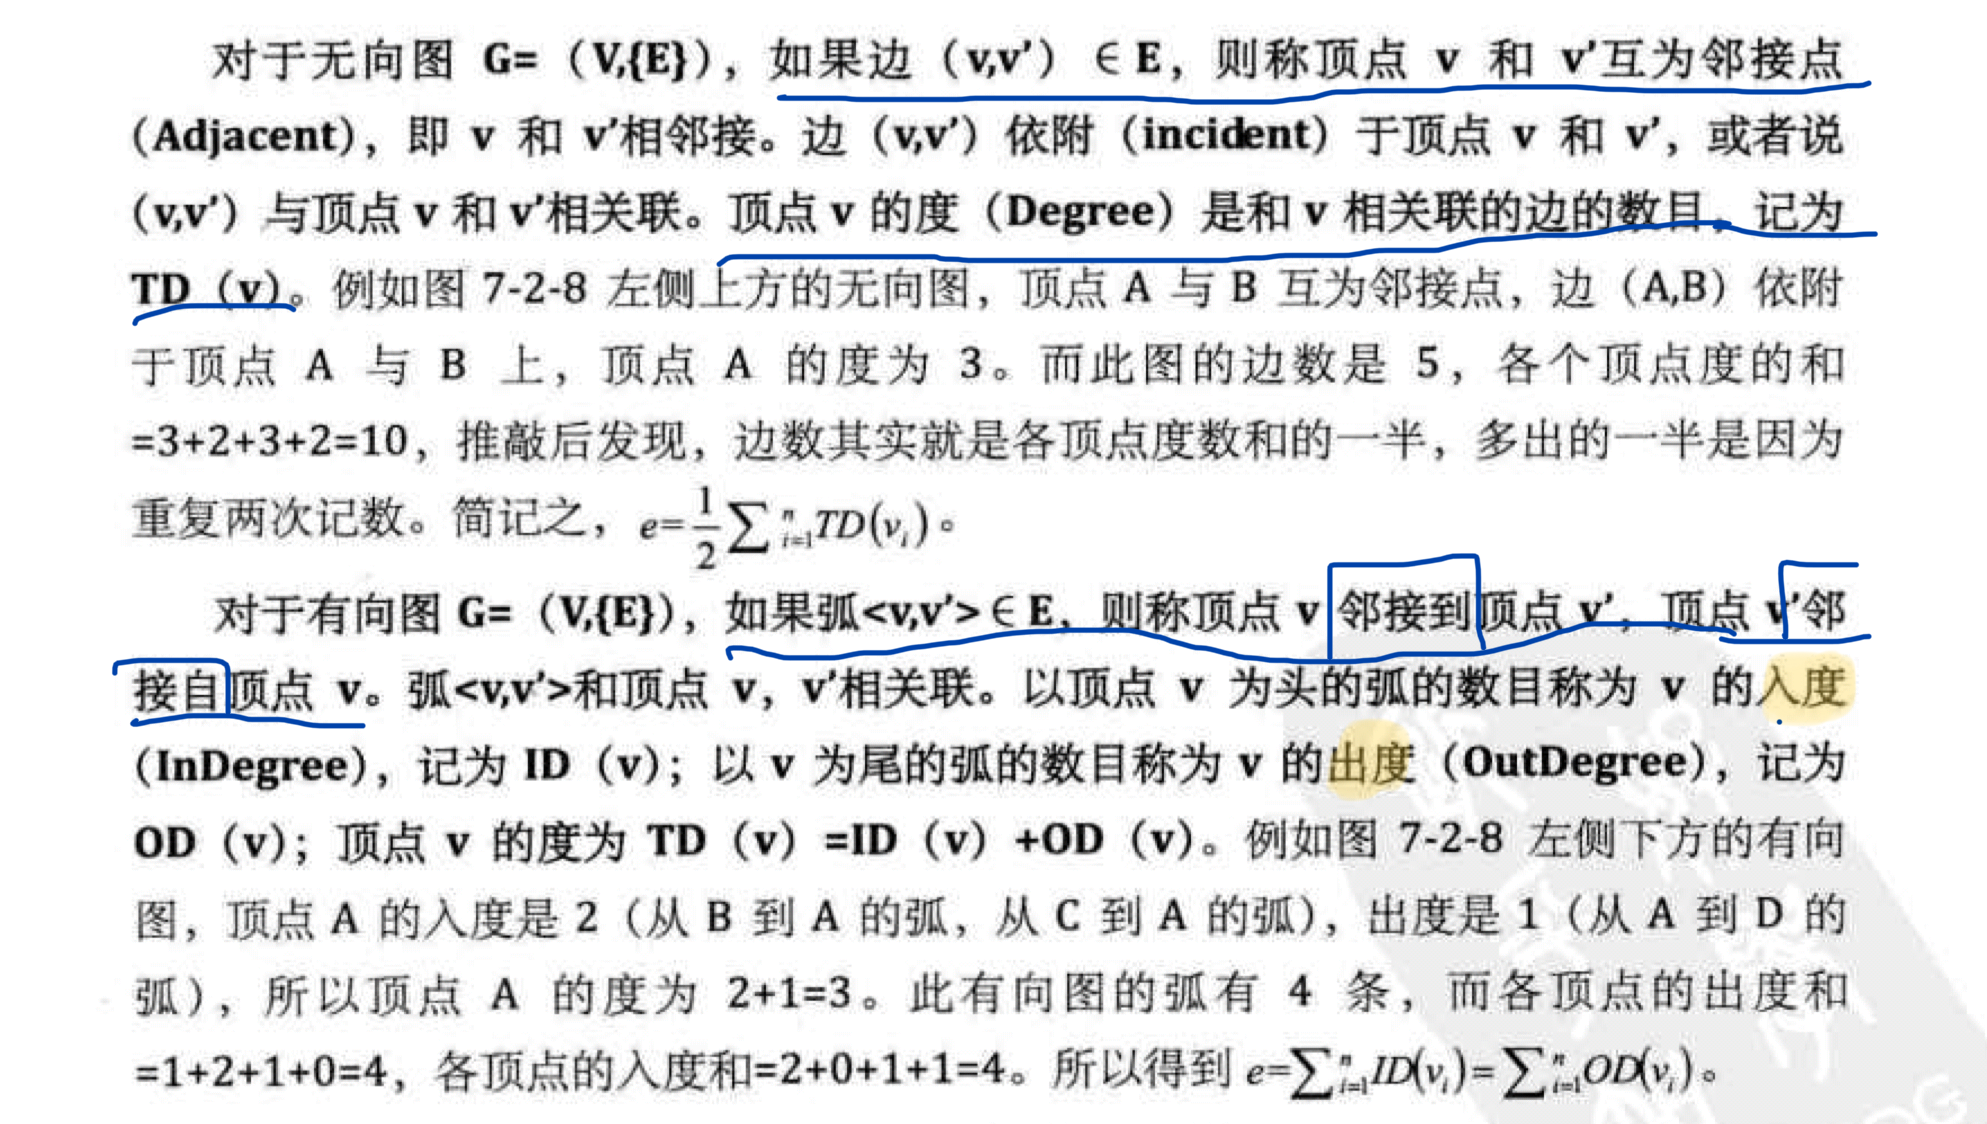 对于无向图 G=（V,{E}），如果边（v,v’）∈ E，则称顶点 v 和 v’互为邻接点
（Adjacent），即 v 和 v’相邻接。边（v,v’）依附（incident）于顶点 v 和 v’，或者说
（v,v’）与顶点 v 和 v’相关联。顶点 v 的度（Degree）是和 v 相关联的边的数目，记为
TD（v）。例如图 7-2-8 左侧上方的无向图，顶点 A 与 B 互为邻接点，边（A,B）依附
于顶点 A 与 B 上，顶点 A 的度为 3。而此图的边数是 5，各个顶点度的和
=3+2+3+2=10，推敲后发现，边数其实就是各顶点度数和的一半，多出的一半是因为
重复两次记数。简记之，e=1/2 ∑ⁿᵢ₌₁TD(vᵢ)。
对于有向图 G=（V,{E}），如果弧<v,v’>∈ E，则称顶点 v 邻接到顶点 v’，顶点 v’邻
接自顶点 v。弧<v,v’>和顶点 v，v’相关联。以顶点 v 为头的弧的数目称为 v 的入度
（InDegree），记为 ID（v）；以 v 为尾的弧的数目称为 v 的出度（OutDegree），记为
OD（v）；顶点 v 的度为 TD（v）=ID（v）+OD（v）。例如图 7-2-8 左侧下方的有向
图，顶点 A 的入度是 2（从 B 到 A 的弧，从 C 到 A 的弧），出度是 1（从 A 到 D 的
弧），所以顶点 A 的度为 2+1=3。此有向图的弧有 4 条，而各顶点的出度和
=1+2+1+0=4，各顶点的入度和=2+0+1+1=4。所以得到 e=∑ⁿᵢ₌₁ID(vᵢ)=∑ⁿᵢ₌₁OD(vᵢ)。